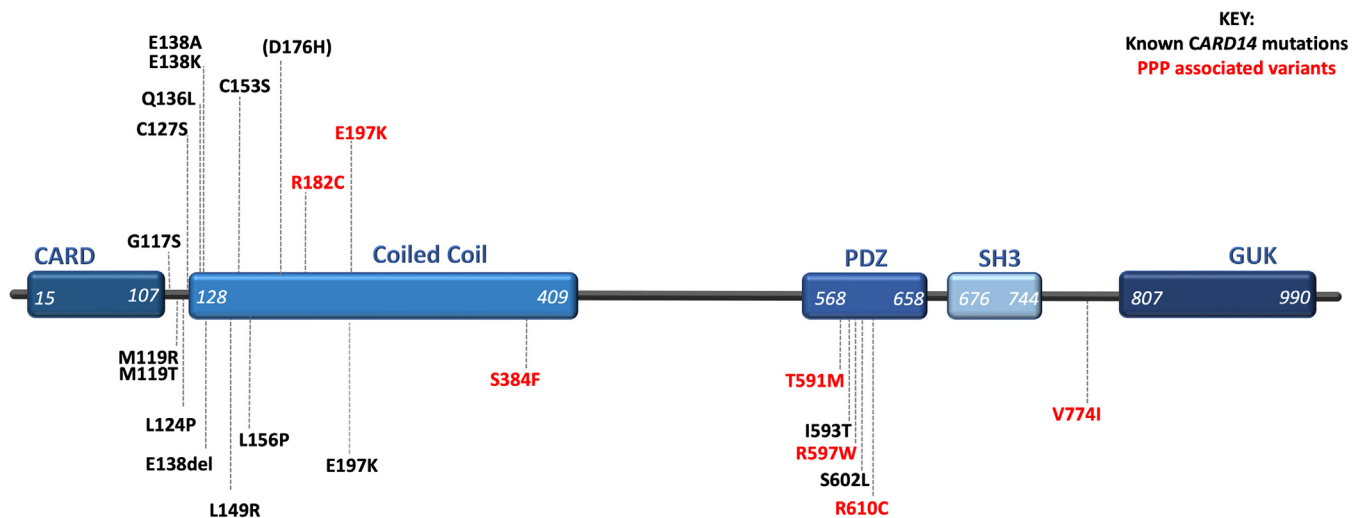 KEY:
Known CARD14 mutations
PPP associated variants
E138A
E138K
(D176H)
C153S
Q136L
C127S
E197K
R182C
G117S
CARD
Coiled Coil
PDZ
SH3
GUK
15 107 128 409 568 658 676 744 807 990
M119R
M119T
S384F
T591M
L124P
L156P
I593T
V774I
R597W
E138del
E197K
S602L
L149R
R610C